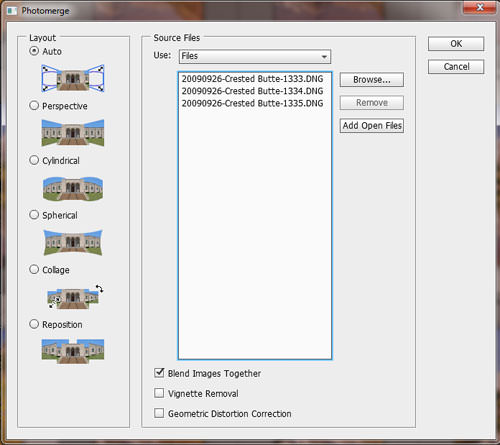 Photomerge
Layout
Auto
Perspective
Cylindrical
Spherical
Collage
Reposition
Source Files
Use: Files
20090926-Crested Butte-1333.DNG
20090926-Crested Butte-1334.DNG
20090926-Crested Butte-1335.DNG
Browse...
Remove
Add Open Files
Blend Images Together
Vignette Removal
Geometric Distortion Correction
OK
Cancel